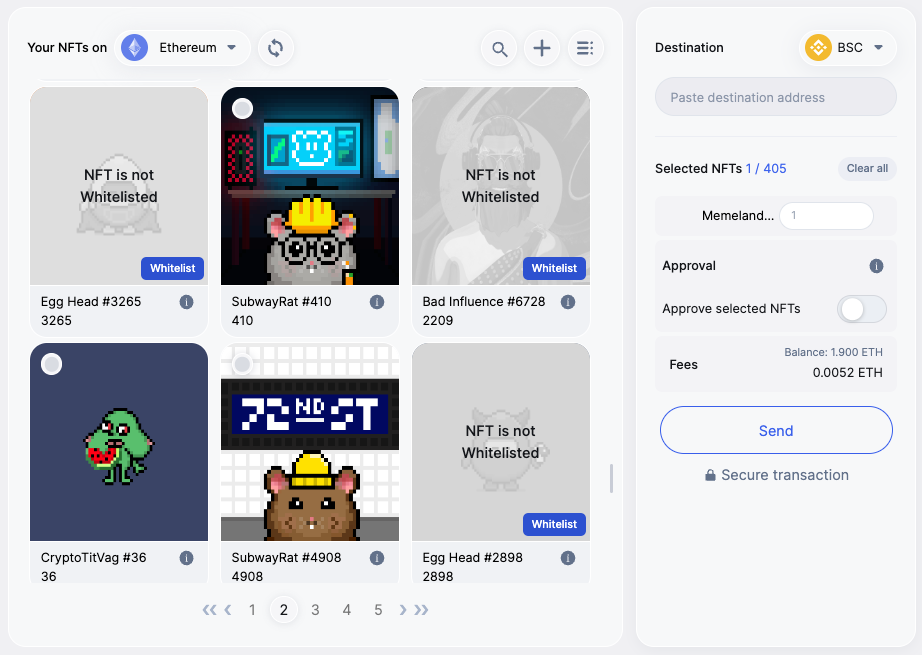 Your NFTs on
Ethereum
NFT is not
Whitelisted
Whitelist
Egg Head #3265
3265
SubwayRat #410
410
NFT is not
Whitelisted
Whitelist
Bad Influence #6728
2209
CryptoTitVag #36
36
72ND ST
SubwayRat #4908
4908
NFT is not
Whitelisted
Whitelist
Egg Head #2898
2898
1
2
3
4
5
Destination
BSC
Paste destination address
Selected NFTs 1 / 405
Clear all
Memeland...
1
Approval
Approve selected NFTs
Fees
Balance: 1.900 ETH
0.0052 ETH
Send
Secure transaction